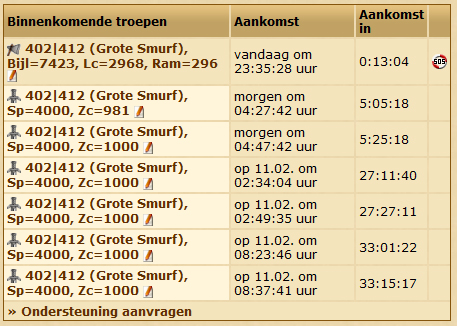 Binnenkomende troepen Aankomst Aankomst in
402|412 (Grote Smurf), Bijl=7423, Lc=2968, Ram=296 vandaag om 23:35:28 uur 0:13:04 SOS
402|412 (Grote Smurf), Sp=4000, Zc=981 morgen om 04:27:42 uur 5:05:18
402|412 (Grote Smurf), Sp=4000, Zc=1000 morgen om 04:47:42 uur 5:25:18
402|412 (Grote Smurf), Sp=4000, Zc=1000 op 11.02. om 02:34:04 uur 27:11:40
402|412 (Grote Smurf), Sp=4000, Zc=1000 op 11.02. om 02:49:35 uur 27:27:11
402|412 (Grote Smurf), Sp=4000, Zc=1000 op 11.02. om 08:23:46 uur 33:01:22
402|412 (Grote Smurf), Sp=4000, Zc=1000 op 11.02. om 08:37:41 uur 33:15:17
» Ondersteuning aanvragen